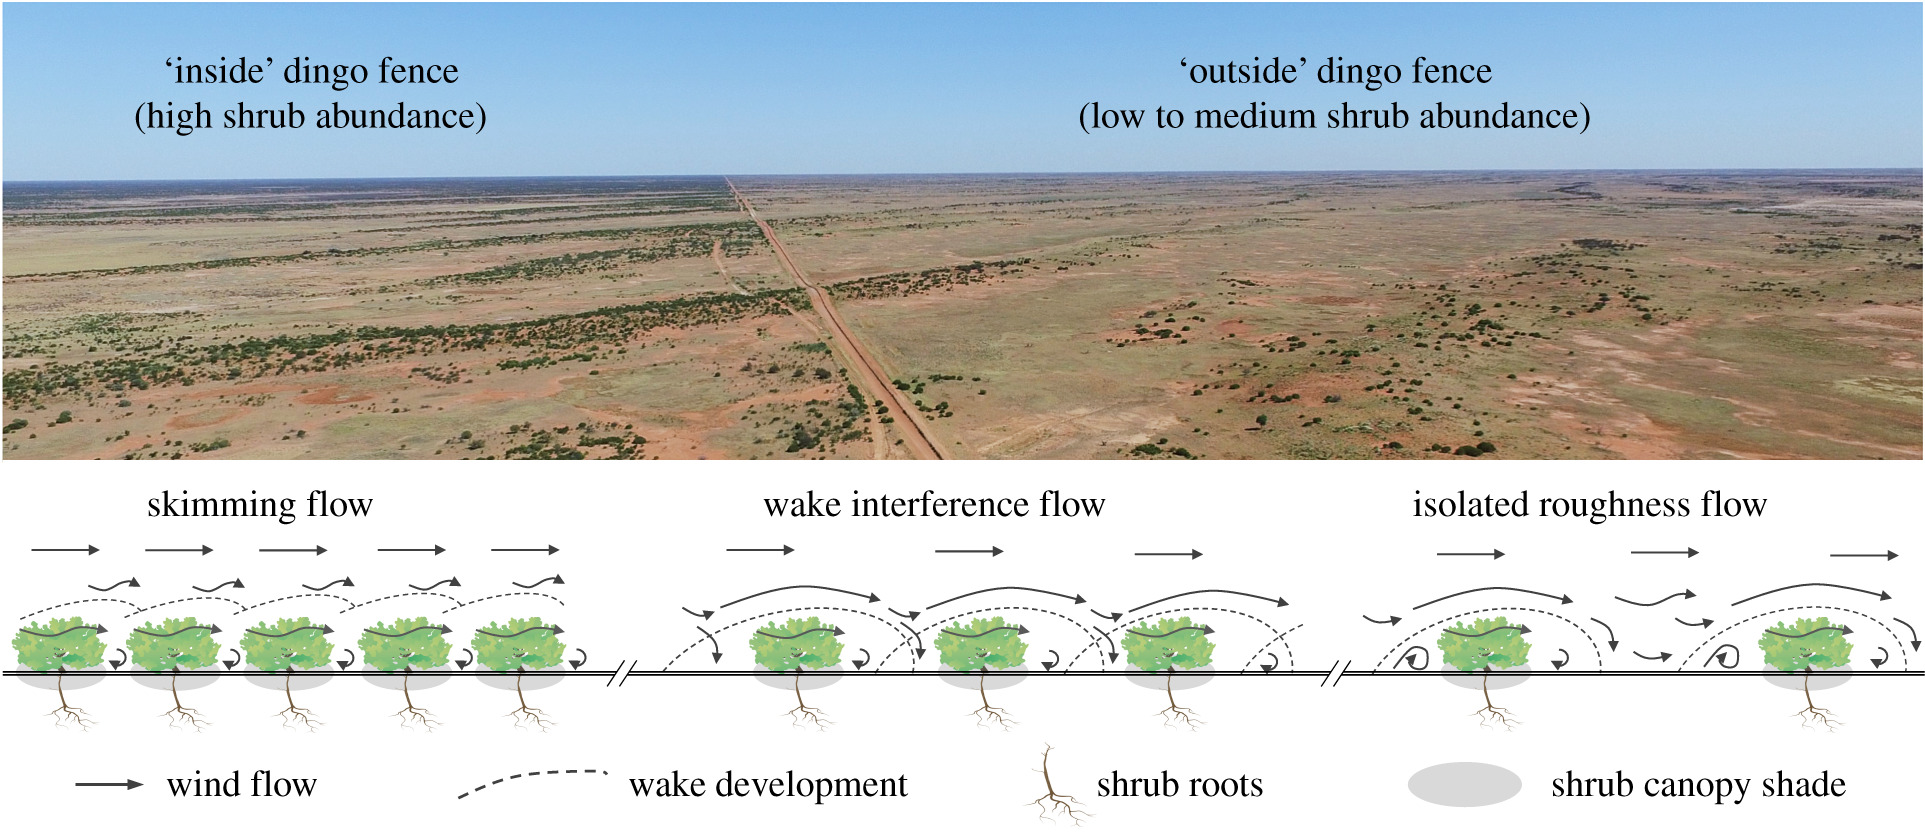 ‘inside’ dingo fence
(high shrub abundance)
‘outside’ dingo fence
(low to medium shrub abundance)
skimming flow
wake interference flow
isolated roughness flow
wind flow
wake development
shrub roots
shrub canopy shade